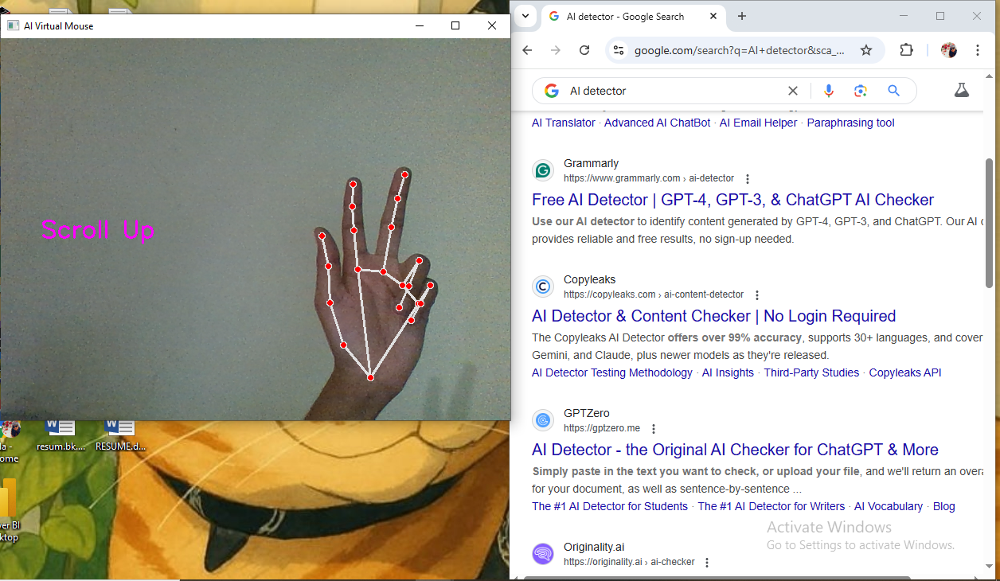 AI Virtual Mouse
Scroll Up
resum.bk....
RESUME.d...
AI detector - Google Search
google.com/search?q=AI+detector&sca_...
AI detector
AI Translator · Advanced AI ChatBot · AI Email Helper · Paraphrasing tool
Grammarly
https://www.grammarly.com › ai-detector
Free AI Detector | GPT-4, GPT-3, & ChatGPT AI Checker
Use our AI detector to identify content generated by GPT-4, GPT-3, and ChatGPT. Our AI
provides reliable and free results, no sign-up needed.
Copyleaks
https://copyleaks.com › ai-content-detector
AI Detector & Content Checker | No Login Required
The Copyleaks AI Detector offers over 99% accuracy, supports 30+ languages, and cover
Gemini, and Claude, plus newer models as they're released.
AI Detector Testing Methodology · AI Insights · Third-Party Studies · Copyleaks API
GPTZero
https://gptzero.me
AI Detector - the Original AI Checker for ChatGPT & More
Simply paste in the text you want to check, or upload your file, and we'll return an overa
for your document, as well as sentence-by-sentence ...
The #1 AI Detector for Students · The #1 AI Detector for Writers · AI Vocabulary · Blog
Originality.ai
https://originality.ai › ai-checker
Activate Windows
Go to Settings to activate Windows.